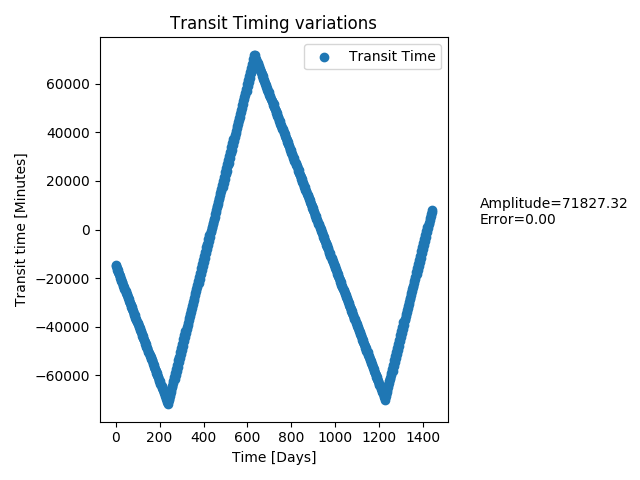 Transit Timing variations
Transit Time
60000
40000
20000
0
−20000
−40000
−60000
Transit time [Minutes]
0 200 400 600 800 1000 1200 1400
Time [Days]
Amplitude=71827.32
Error=0.00